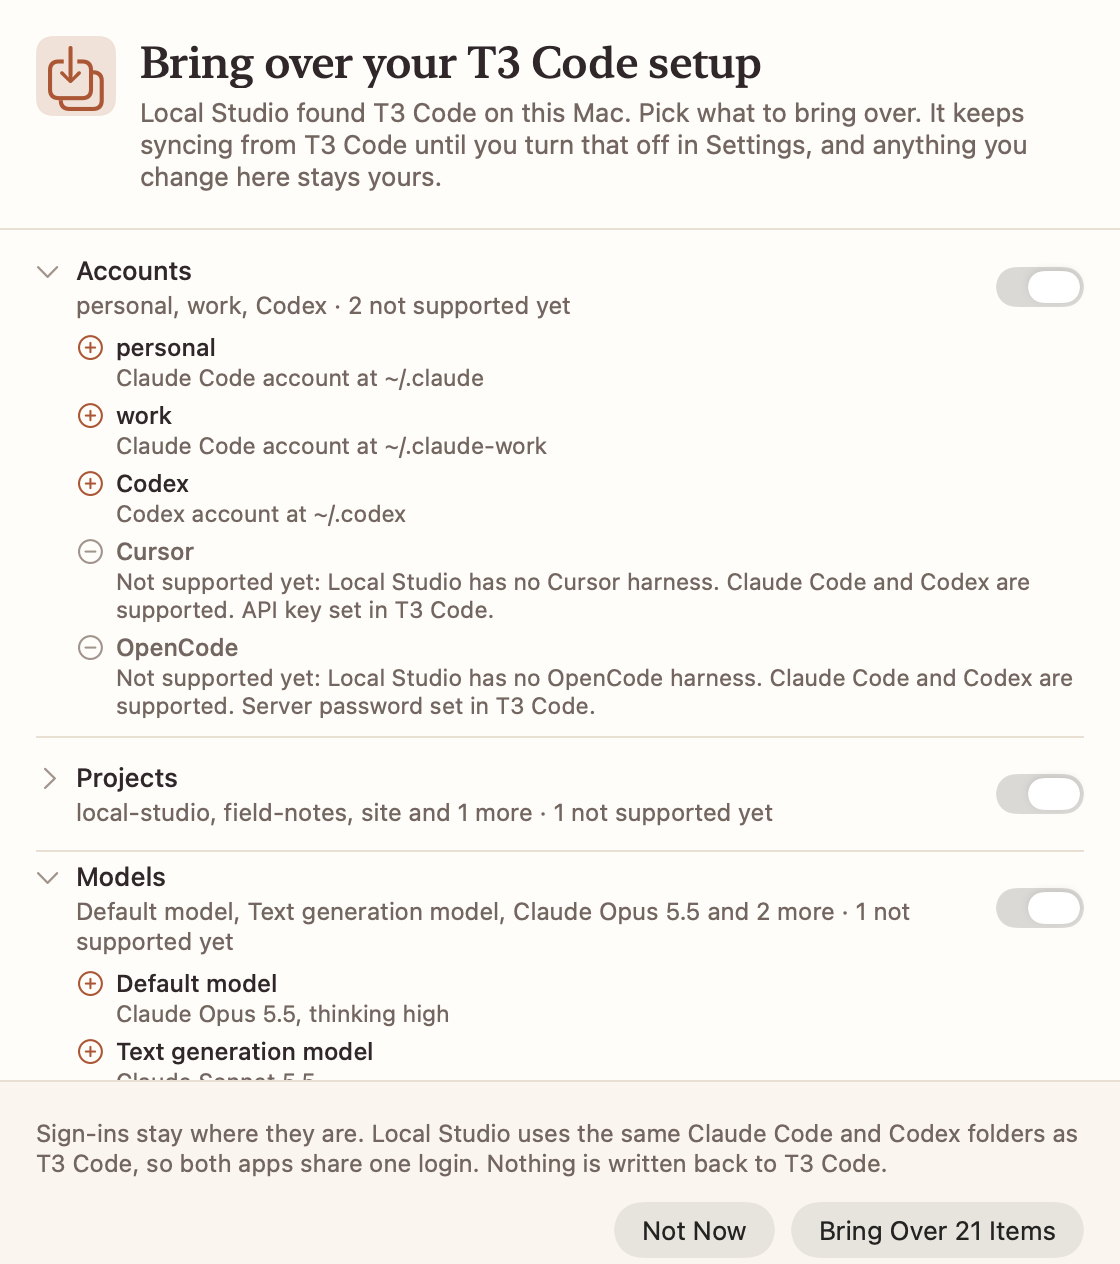 Bring over your T3 Code setup
Local Studio found T3 Code on this Mac. Pick what to bring over. It keeps
syncing from T3 Code until you turn that off in Settings, and anything you
change here stays yours.
Accounts
personal, work, Codex · 2 not supported yet
personal
Claude Code account at ~/.claude
work
Claude Code account at ~/.claude-work
Codex
Codex account at ~/.codex
Cursor
Not supported yet: Local Studio has no Cursor harness. Claude Code and Codex are
supported. API key set in T3 Code.
OpenCode
Not supported yet: Local Studio has no OpenCode harness. Claude Code and Codex are
supported. Server password set in T3 Code.
Projects
local-studio, field-notes, site and 1 more · 1 not supported yet
Models
Default model, Text generation model, Claude Opus 5.5 and 2 more · 1 not
supported yet
Default model
Claude Opus 5.5, thinking high
Text generation model
Sign-ins stay where they are. Local Studio uses the same Claude Code and Codex folders as
T3 Code, so both apps share one login. Nothing is written back to T3 Code.
Not Now
Bring Over 21 Items